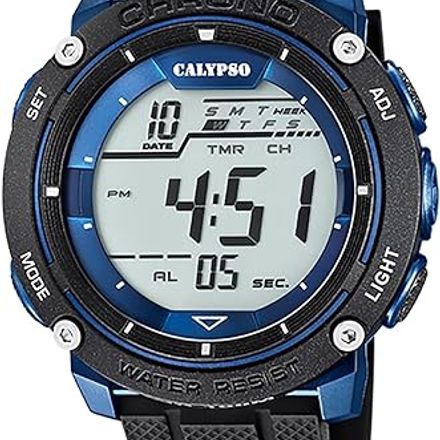 CHRONO
CALYPSO
SET
ADJ
10 S M T WEEK
DATE W T F S
TMR CH
PM 4:51
AL 05 SEC.
MODE
LIGHT
WATER RESIST